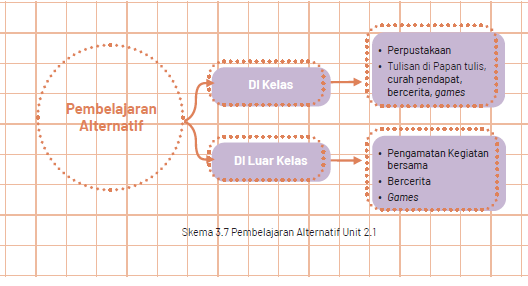 Pembelajaran
Alternatif
DI Kelas
• Perpustakaan
• Tulisan di Papan tulis,
curah pendapat,
bercerita, games
DI Luar Kelas
• Pengamatan Kegiatan
bersama
• Bercerita
• Games
Skema 3.7 Pembelajaran Alternatif Unit 2.1